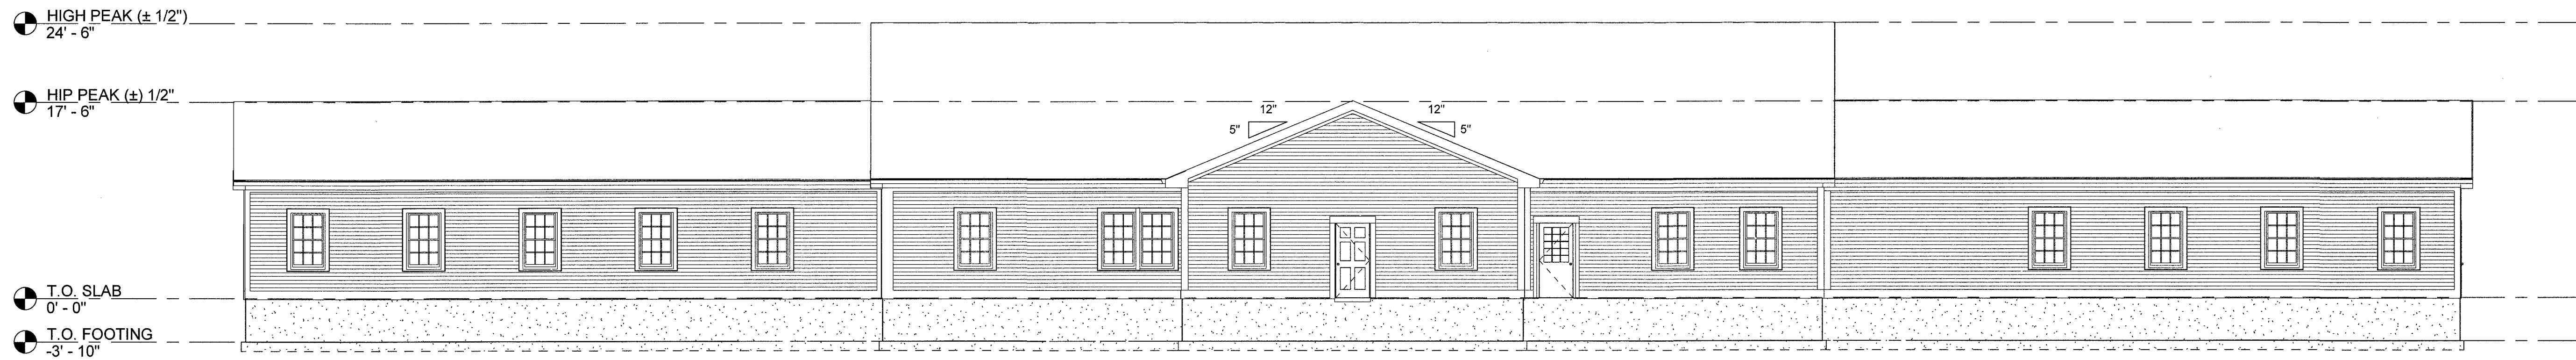 HIGH PEAK (± 1/2")
24' - 6"
HIP PEAK (±) 1/2"
17' - 6"
12"
5"
12"
5"
T.O. SLAB
0' - 0"
T.O. FOOTING
-3' - 10"